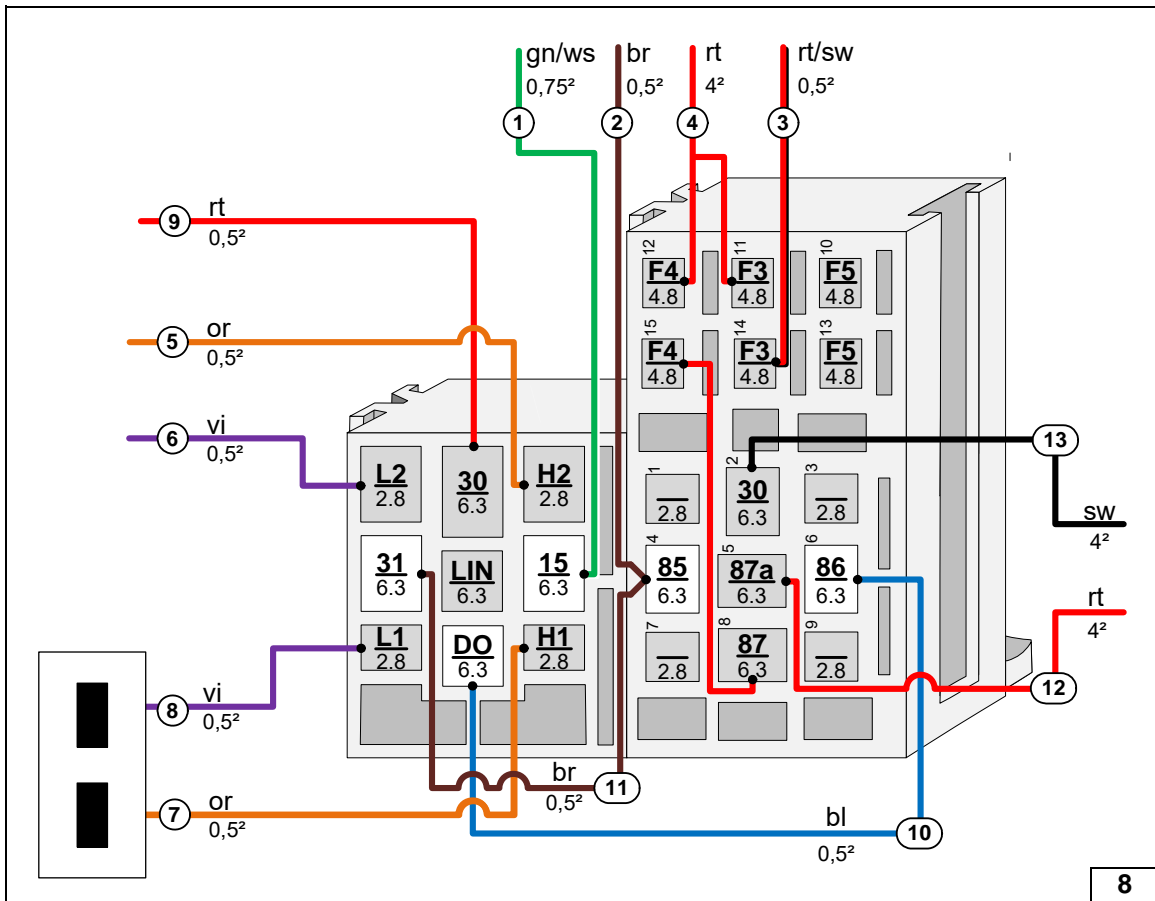 gn/ws
0,75²
br
0,5²
rt
4²
rt/sw
0,5²
1
2
4
3
9
rt
0,5²
5
or
0,5²
6
vi
0,5²
12
F4
4.8
11
F3
4.8
10
F5
4.8
15
F4
4.8
14
F3
4.8
13
F5
4.8
L2
2.8
30
6.3
H2
2.8
31
6.3
LIN
6.3
15
6.3
L1
2.8
DO
6.3
H1
2.8
1
2.8
2
30
6.3
3
2.8
4
85
6.3
5
87a
6.3
6
86
6.3
7
2.8
8
87
6.3
9
2.8
13
sw
4²
rt
4²
12
8
vi
0,5²
7
or
0,5²
br
0,5²
11
bl
0,5²
10
8